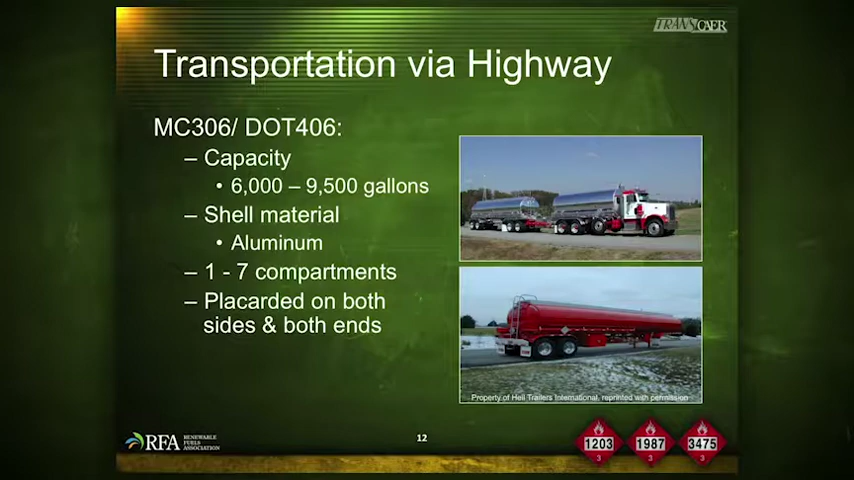 TRANSCAER
Transportation via Highway
MC306/ DOT406:
– Capacity
• 6,000 – 9,500 gallons
– Shell material
• Aluminum
– 1 - 7 compartments
– Placarded on both
sides & both ends
Property of Heil Trailers International, reprinted with permission
RFA RENEWABLE
FUELS
ASSOCIATION
12
1203
3
1987
3
3475
3